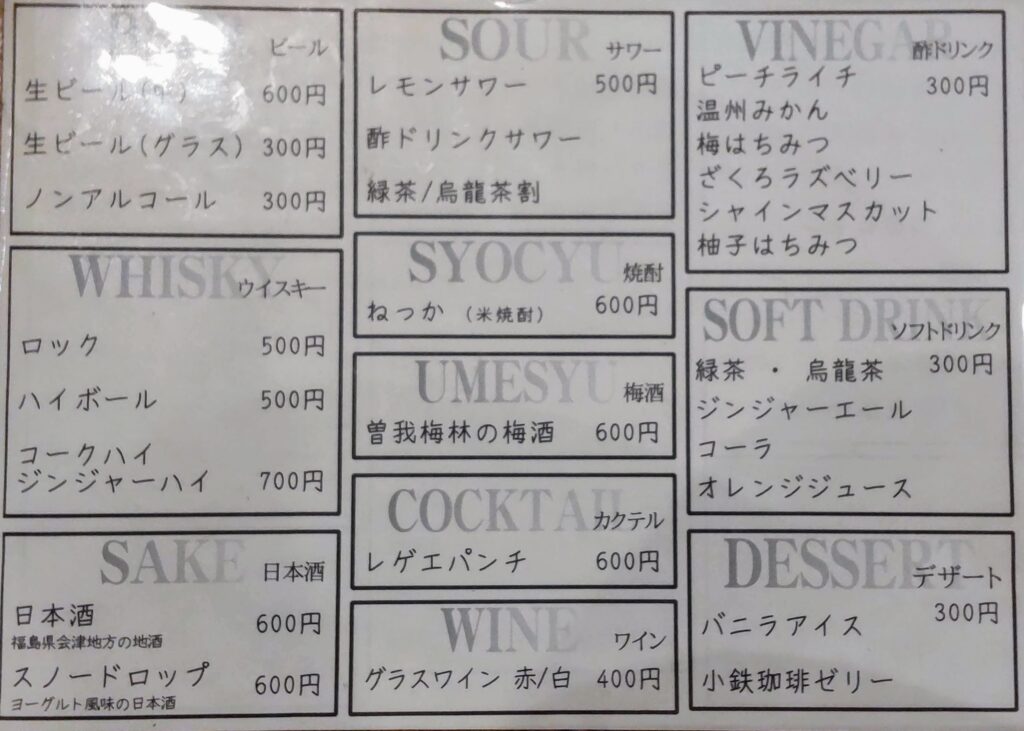 ビール
生ビール 600円
生ビール(グラス) 300円
ノンアルコール 300円
WHISKY
ウイスキー
ロック 500円
ハイボール 500円
コークハイ
ジンジャーハイ 700円
SAKE
日本酒
日本酒 600円
福島県会津地方の地酒
スノードロップ 600円
ヨーグルト風味の日本酒
SOUR
サワー
レモンサワー 500円
酢ドリンクサワー
緑茶/烏龍茶割
SYOCYU
焼酎
ねっか (米焼酎) 600円
UMESYU
梅酒
曽我梅林の梅酒 600円
COCKTAIL
カクテル
レゲエパンチ 600円
WINE
ワイン
グラスワイン 赤/白 400円
VINEGAR
酢ドリンク
ピーチライチ 300円
温州みかん
梅はちみつ
ざくろラズベリー
シャインマスカット
柚子はちみつ
SOFT DRINK
ソフトドリンク
緑茶 ・ 烏龍茶 300円
ジンジャーエール
コーラ
オレンジジュース
DESSERT
デザート
バニラアイス 300円
小鉄珈琲ゼリー